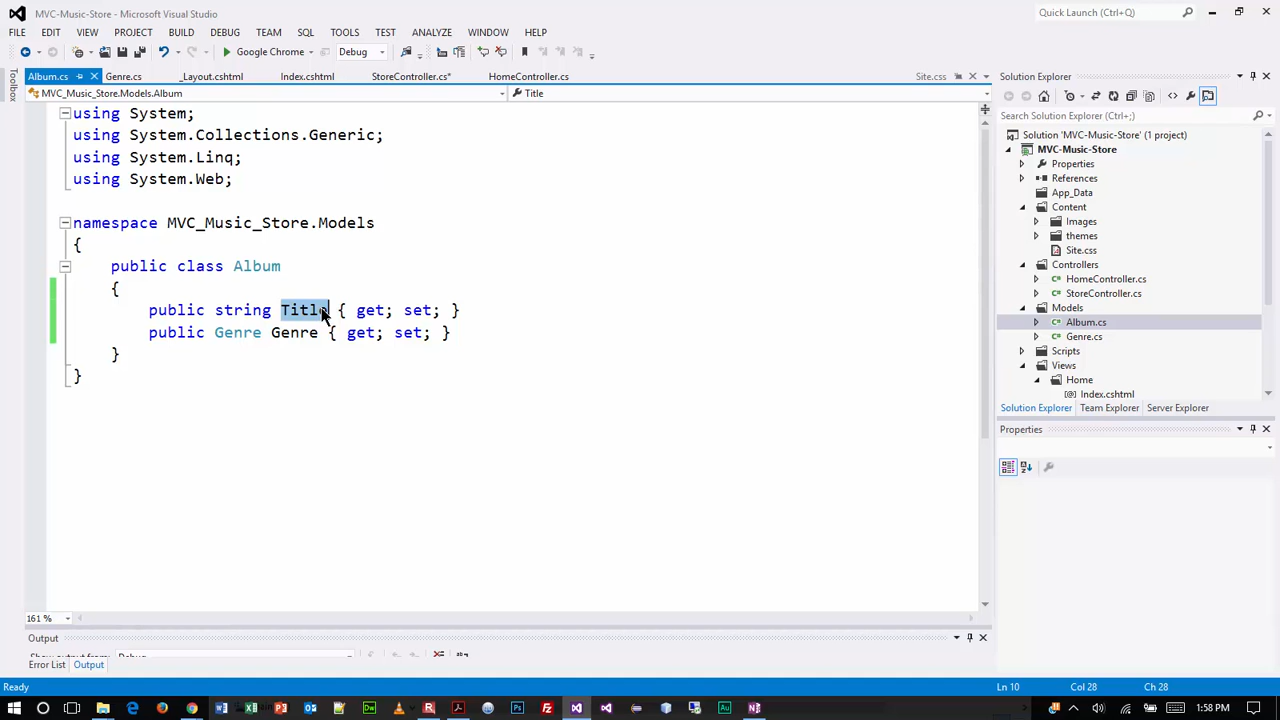 MVC-Music-Store - Microsoft Visual Studio
Quick Launch (Ctrl+Q)
FILE EDIT VIEW PROJECT BUILD DEBUG TEAM SQL TOOLS TEST ANALYZE WINDOW HELP
Google Chrome Debug
Toolbox
Album.cs Genre.cs _Layout.cshtml Index.cshtml StoreController.cs* HomeController.cs Site.css
MVC_Music_Store.Models.Album Title
using System;
using System.Collections.Generic;
using System.Linq;
using System.Web;
namespace MVC_Music_Store.Models
{
public class Album
{
public string Title { get; set; }
public Genre Genre { get; set; }
}
}
161 %
Output
Show output from: Debug
Error List Output
Solution Explorer
Search Solution Explorer (Ctrl+;)
Solution 'MVC-Music-Store' (1 project)
MVC-Music-Store
Properties
References
App_Data
Content
Images
themes
Site.css
Controllers
HomeController.cs
StoreController.cs
Models
Album.cs
Genre.cs
Scripts
Views
Home
Index.cshtml
Solution Explorer Team Explorer Server Explorer
Properties
Ready Ln 10 Col 28 Ch 28 INS
1:58 PM